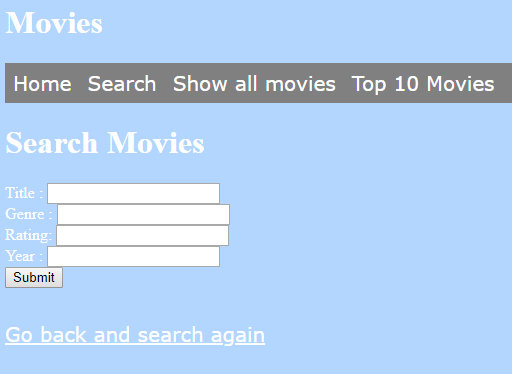 Movies
Home Search Show all movies Top 10 Movies
Search Movies
Title :
Genre :
Rating:
Year :
Submit
Go back and search again